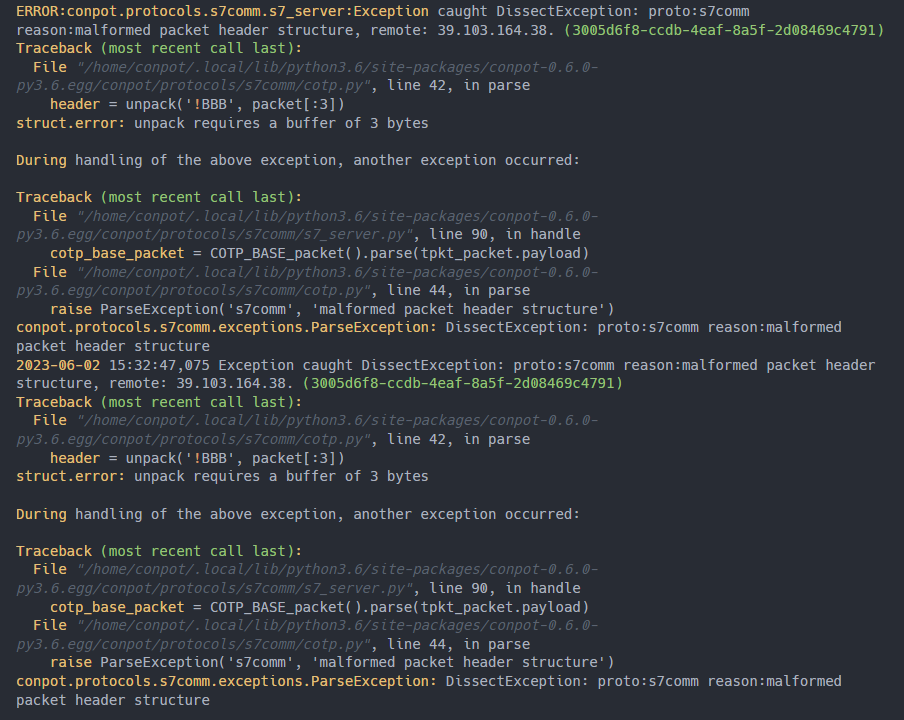 ERROR:conpot.protocols.s7comm.s7_server:Exception caught DissectException: proto:s7comm
reason:malformed packet header structure, remote: 39.103.164.38. (3005d6f8-ccdb-4eaf-8a5f-2d08469c4791)
Traceback (most recent call last):
  File "/home/conpot/.local/lib/python3.6/site-packages/conpot-0.6.0-
py3.6.egg/conpot/protocols/s7comm/cotp.py", line 42, in parse
    header = unpack('!BBB', packet[:3])
struct.error: unpack requires a buffer of 3 bytes

During handling of the above exception, another exception occurred:

Traceback (most recent call last):
  File "/home/conpot/.local/lib/python3.6/site-packages/conpot-0.6.0-
py3.6.egg/conpot/protocols/s7comm/s7_server.py", line 90, in handle
    cotp_base_packet = COTP_BASE_packet().parse(tpkt_packet.payload)
  File "/home/conpot/.local/lib/python3.6/site-packages/conpot-0.6.0-
py3.6.egg/conpot/protocols/s7comm/cotp.py", line 44, in parse
    raise ParseException('s7comm', 'malformed packet header structure')
conpot.protocols.s7comm.exceptions.ParseException: DissectException: proto:s7comm reason:malformed
packet header structure
2023-06-02 15:32:47,075 Exception caught DissectException: proto:s7comm reason:malformed packet header
structure, remote: 39.103.164.38. (3005d6f8-ccdb-4eaf-8a5f-2d08469c4791)
Traceback (most recent call last):
  File "/home/conpot/.local/lib/python3.6/site-packages/conpot-0.6.0-
py3.6.egg/conpot/protocols/s7comm/cotp.py", line 42, in parse
    header = unpack('!BBB', packet[:3])
struct.error: unpack requires a buffer of 3 bytes

During handling of the above exception, another exception occurred:

Traceback (most recent call last):
  File "/home/conpot/.local/lib/python3.6/site-packages/conpot-0.6.0-
py3.6.egg/conpot/protocols/s7comm/s7_server.py", line 90, in handle
    cotp_base_packet = COTP_BASE_packet().parse(tpkt_packet.payload)
  File "/home/conpot/.local/lib/python3.6/site-packages/conpot-0.6.0-
py3.6.egg/conpot/protocols/s7comm/cotp.py", line 44, in parse
    raise ParseException('s7comm', 'malformed packet header structure')
conpot.protocols.s7comm.exceptions.ParseException: DissectException: proto:s7comm reason:malformed
packet header structure